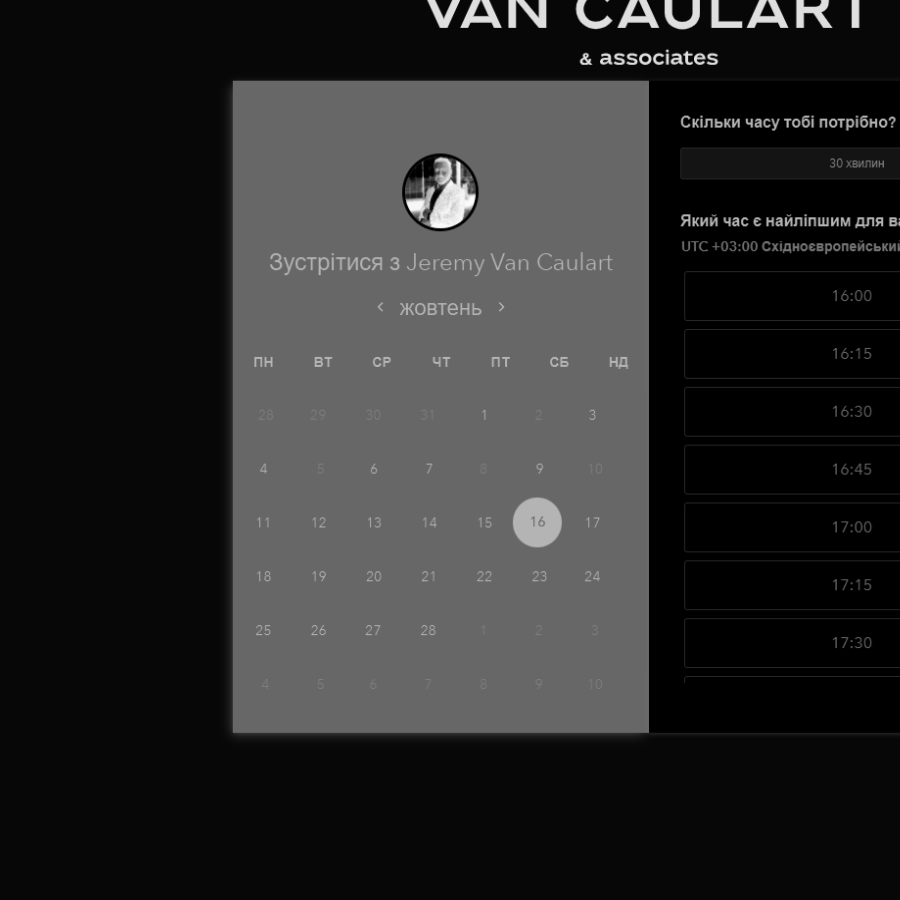 VAN CAULART
& associates
Зустрітися з Jeremy Van Caulart
жовтень
ПН ВТ СР ЧТ ПТ СБ НД
28 29 30 31 1 2 3
4 5 6 7 8 9 10
11 12 13 14 15 16 17
18 19 20 21 22 23 24
25 26 27 28 1 2 3
4 5 6 7 8 9 10
Скільки часу тобі потрібно?
30 хвилин
Який час є найліпшим для ва
UTC +03:00 Східноєвропейський
16:00
16:15
16:30
16:45
17:00
17:15
17:30